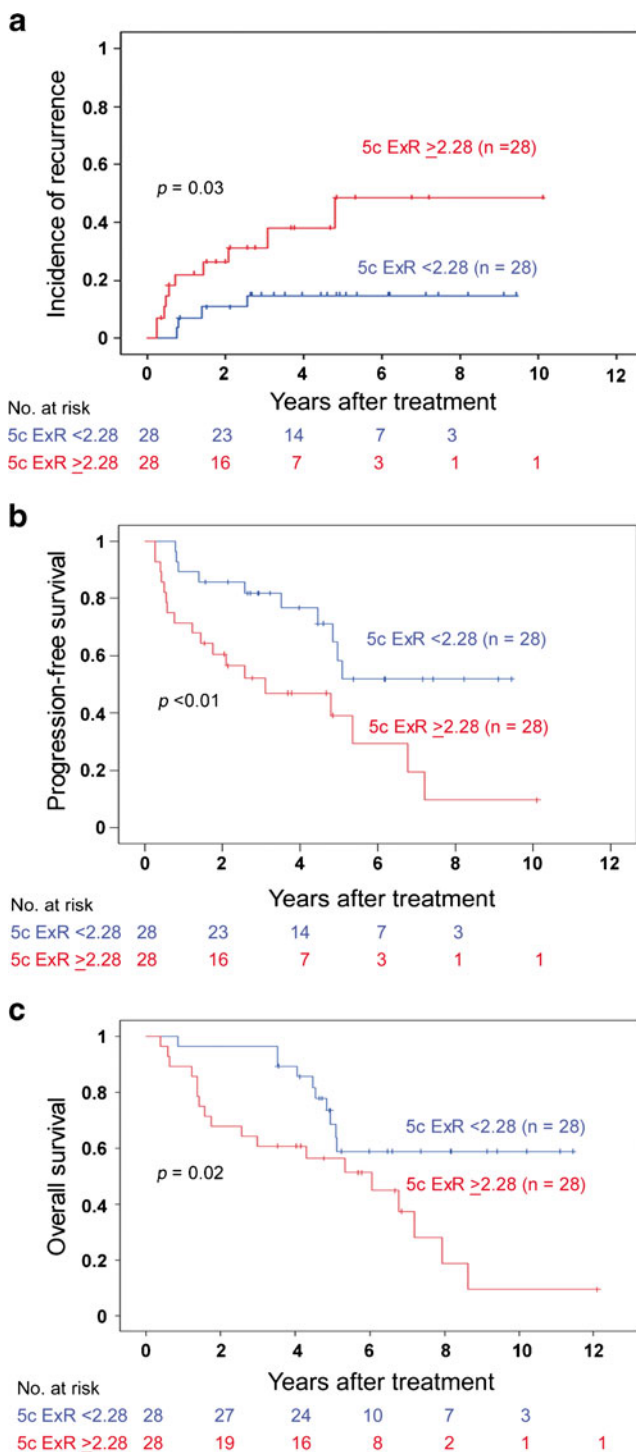 a
1
0.8
0.6
0.4
0.2
0
Incidence of recurrence
5c ExR ≥2.28 (n =28)
p = 0.03
5c ExR <2.28 (n = 28)
0 2 4 6 8 10 12
Years after treatment
No. at risk
5c ExR <2.28 28 23 14 7 3
5c ExR ≥2.28 28 16 7 3 1 1
b
1
0.8
0.6
0.4
0.2
0
Progression-free survival
5c ExR <2.28 (n = 28)
p <0.01
5c ExR ≥2.28 (n = 28)
0 2 4 6 8 10 12
Years after treatment
No. at risk
5c ExR <2.28 28 23 14 7 3
5c ExR ≥2.28 28 16 7 3 1 1
c
1
0.8
0.6
0.4
0.2
0
Overall survival
5c ExR <2.28 (n = 28)
p = 0.02
5c ExR ≥2.28 (n = 28)
0 2 4 6 8 10 12
Years after treatment
No. at risk
5c ExR <2.28 28 27 24 10 7 3
5c ExR ≥2.28 28 19 16 8 2 1 1